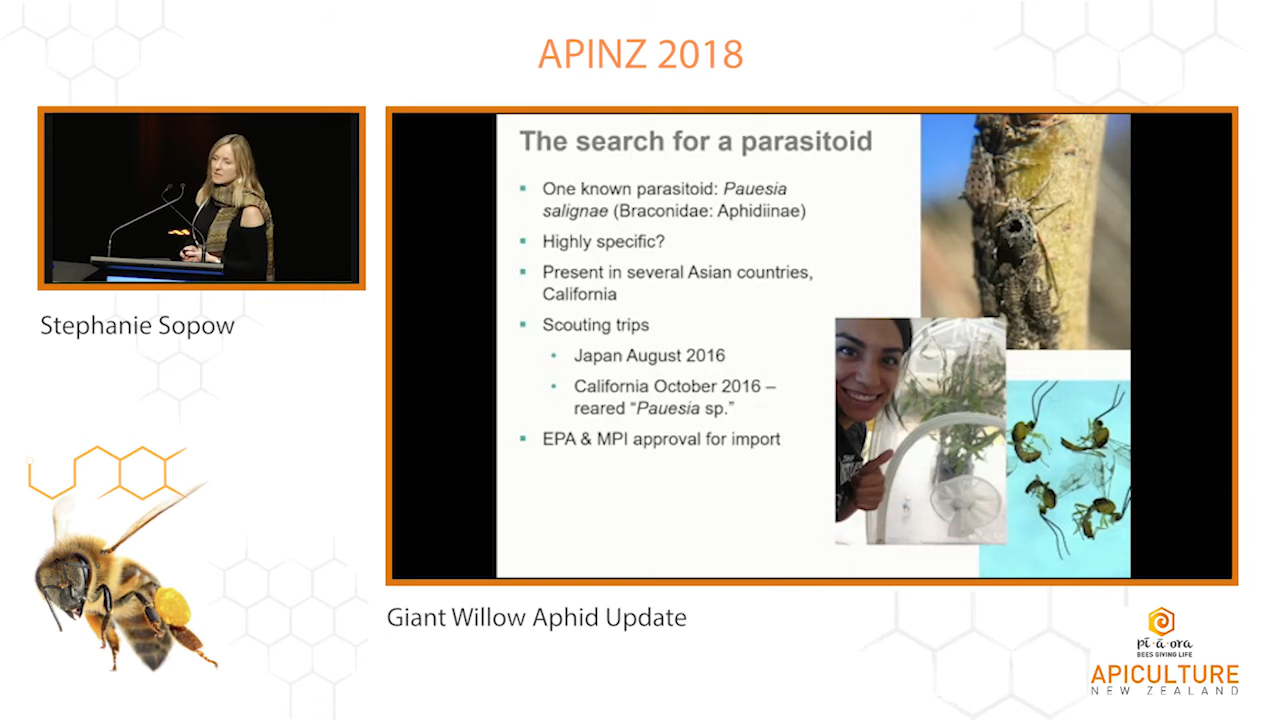 APINZ 2018
Stephanie Sopow
The search for a parasitoid
One known parasitoid: Pauesia
salignae (Braconidae: Aphidiinae)
Highly specific?
Present in several Asian countries,
California
Scouting trips
Japan August 2016
California October 2016 –
reared “Pauesia sp.”
EPA & MPI approval for import
Giant Willow Aphid Update
pī-ā-ora
BEES GIVING LIFE
APICULTURE
NEW ZEALAND